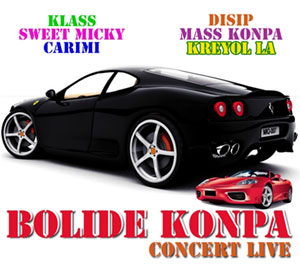 KLASS
SWEET MICKY
CARIMI
DISIP
MASS KONPA
KREYOL LA
BOLIDE KONPA
CONCERT LIVE